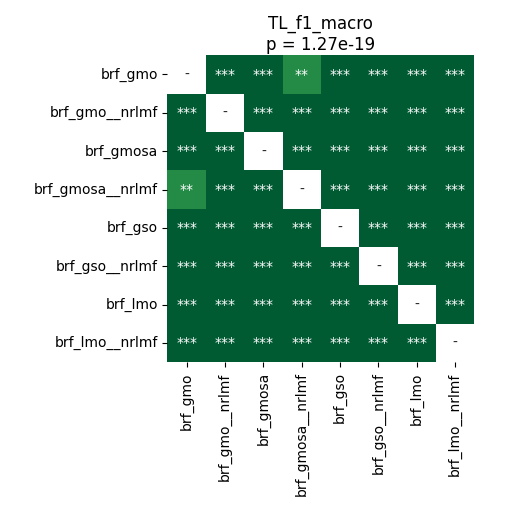 TL_f1_macro
p = 1.27e-19
brf_gmo - *** *** ** *** *** *** ***
brf_gmo__nrlmf *** - *** *** *** *** *** ***
brf_gmosa *** *** - *** *** *** *** ***
brf_gmosa__nrlmf ** *** *** - *** *** *** ***
brf_gso *** *** *** *** - *** *** ***
brf_gso__nrlmf *** *** *** *** *** - *** ***
brf_lmo *** *** *** *** *** *** - ***
brf_lmo__nrlmf *** *** *** *** *** *** *** -
brf_gmo
brf_gmo__nrlmf
brf_gmosa
brf_gmosa__nrlmf
brf_gso
brf_gso__nrlmf
brf_lmo
brf_lmo__nrlmf